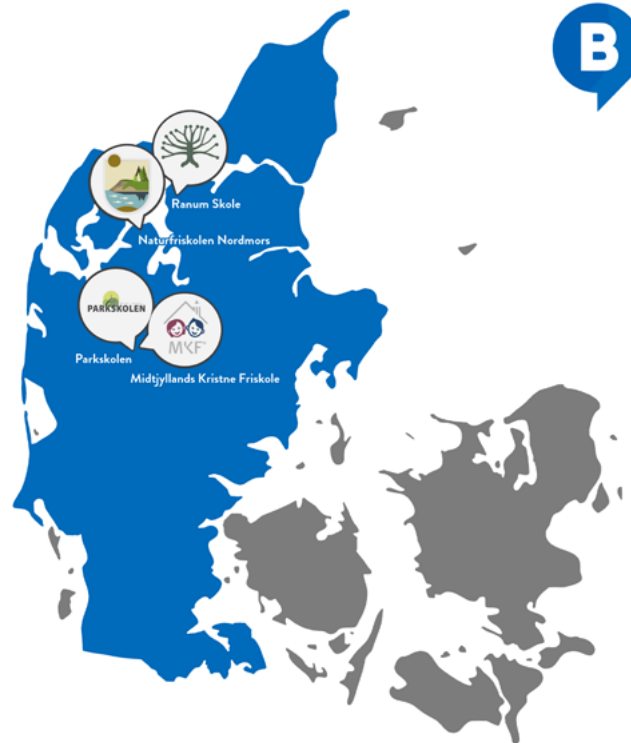 B
Ranum Skole
Naturfriskolen Nordmors
PARKSKOLEN
MKF
Parkskolen
Midtjyllands Kristne Friskole